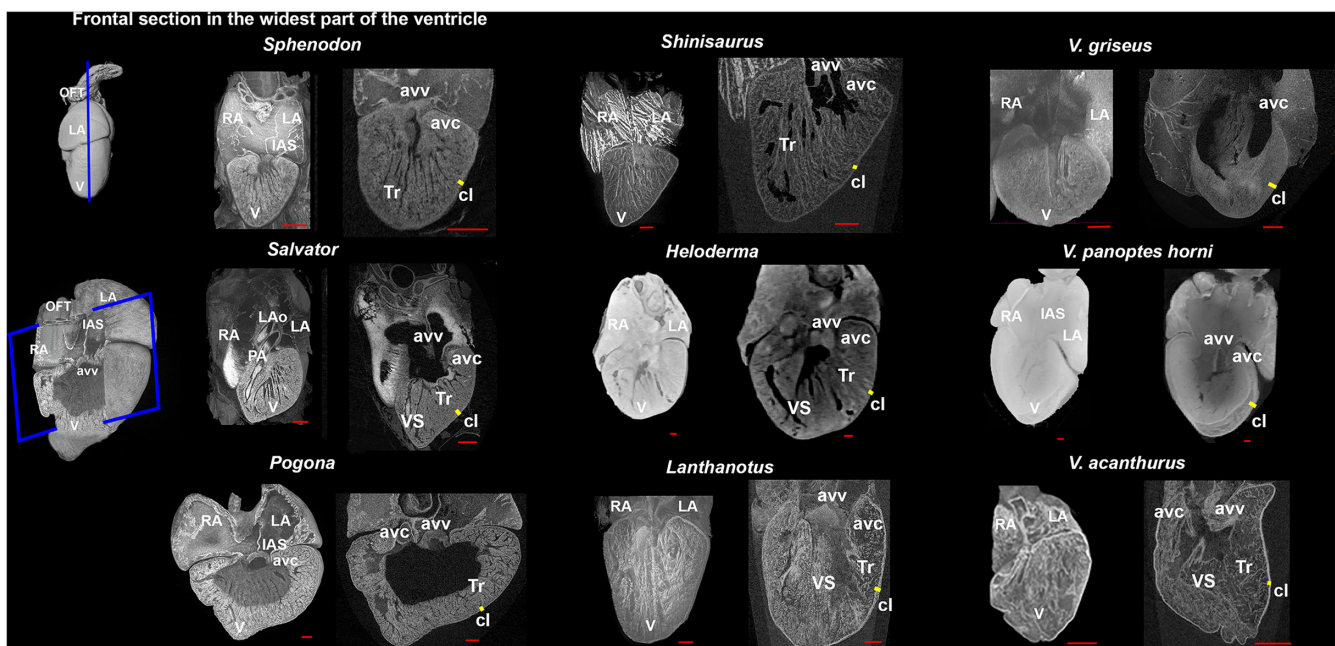 Frontal section in the widest part of the ventricle
Sphenodon
Shinisaurus
V. griseus
OFT
LA
V
RA
LA
IAS
V
avv
avc
Tr
cl
RA
LA
V
avv
avc
Tr
cl
RA
LA
V
avc
cl
Salvator
Heloderma
V. panoptes horni
OFT
LA
IAS
RA
avv
V
LAo
RA
LA
PA
V
avv
avc
Tr
VS
cl
RA
LA
V
avv
avc
Tr
VS
cl
RA
IAS
LA
V
avv
avc
cl
Pogona
Lanthanotus
V. acanthurus
RA
LA
IAS
avc
V
avc
avv
Tr
cl
RA
LA
V
avv
avc
Tr
VS
cl
RA
LA
V
avc
avv
Tr
VS
cl